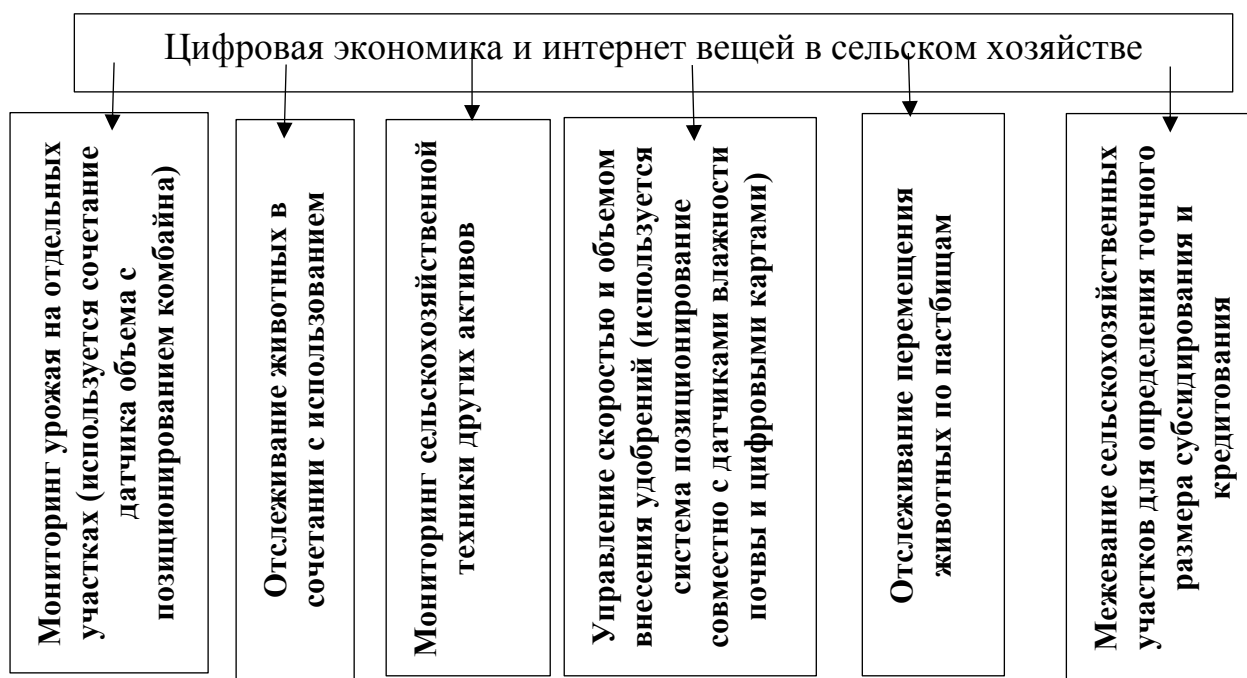 Цифровая экономика и интернет вещей в сельском хозяйстве
Мониторинг урожая на отдельных
участках (используется сочетание
датчика объема с
позиционированием комбайна)
Отслеживание животных в
сочетании с использованием
Мониторинг сельскохозяйственной
техники других активов
Управление скоростью и объемом
внесения удобрений (используется
система позиционирование
совместно с датчиками влажности
почвы и цифровыми картами)
Отслеживание перемещения
животных по пастбищам
Межевание сельскохозяйственных
участков для определения точного
размера субсидирования и
кредитования